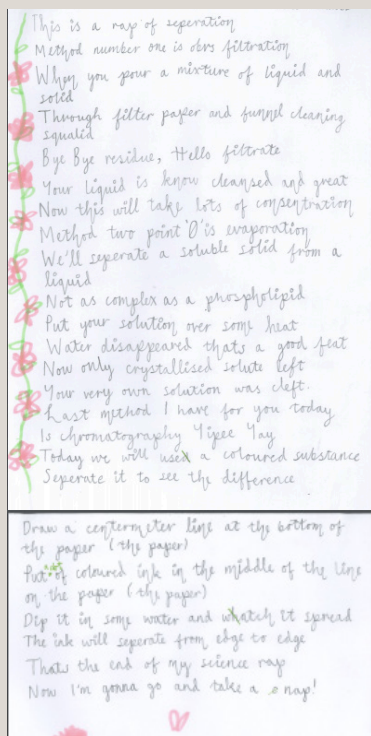 This is a rap of seperation
Method number one is obvs filtration
When you pour a mixture of liquid and
solid
Through filter paper and funnel cleaning
squalid
Bye Bye residue, Hello filtrate
Your liquid is know cleansed and great
Now this will take lots of consentration
Method two point '0' is evaporation
We'll seperate a soluble solid from a
liquid
Not as complex as a phospholipid
Put your solution over some heat
Water disappeared thats a good feat
Now only crystallised solute left
Your very own solution was cleft.
Last method I have for you today
Is chromatography Yipee Yay
Today we will use a coloured substance
Seperate it to see the difference
Draw a centermeter line at the bottom of
the paper (the paper)
Put of coloured ink in the middle of the line
on the paper (the paper)
Dip it in some water and whatch it spread
The ink will seperate from edge to edge
Thats the end of my science rap
Now I'm gonna go and take a nap!